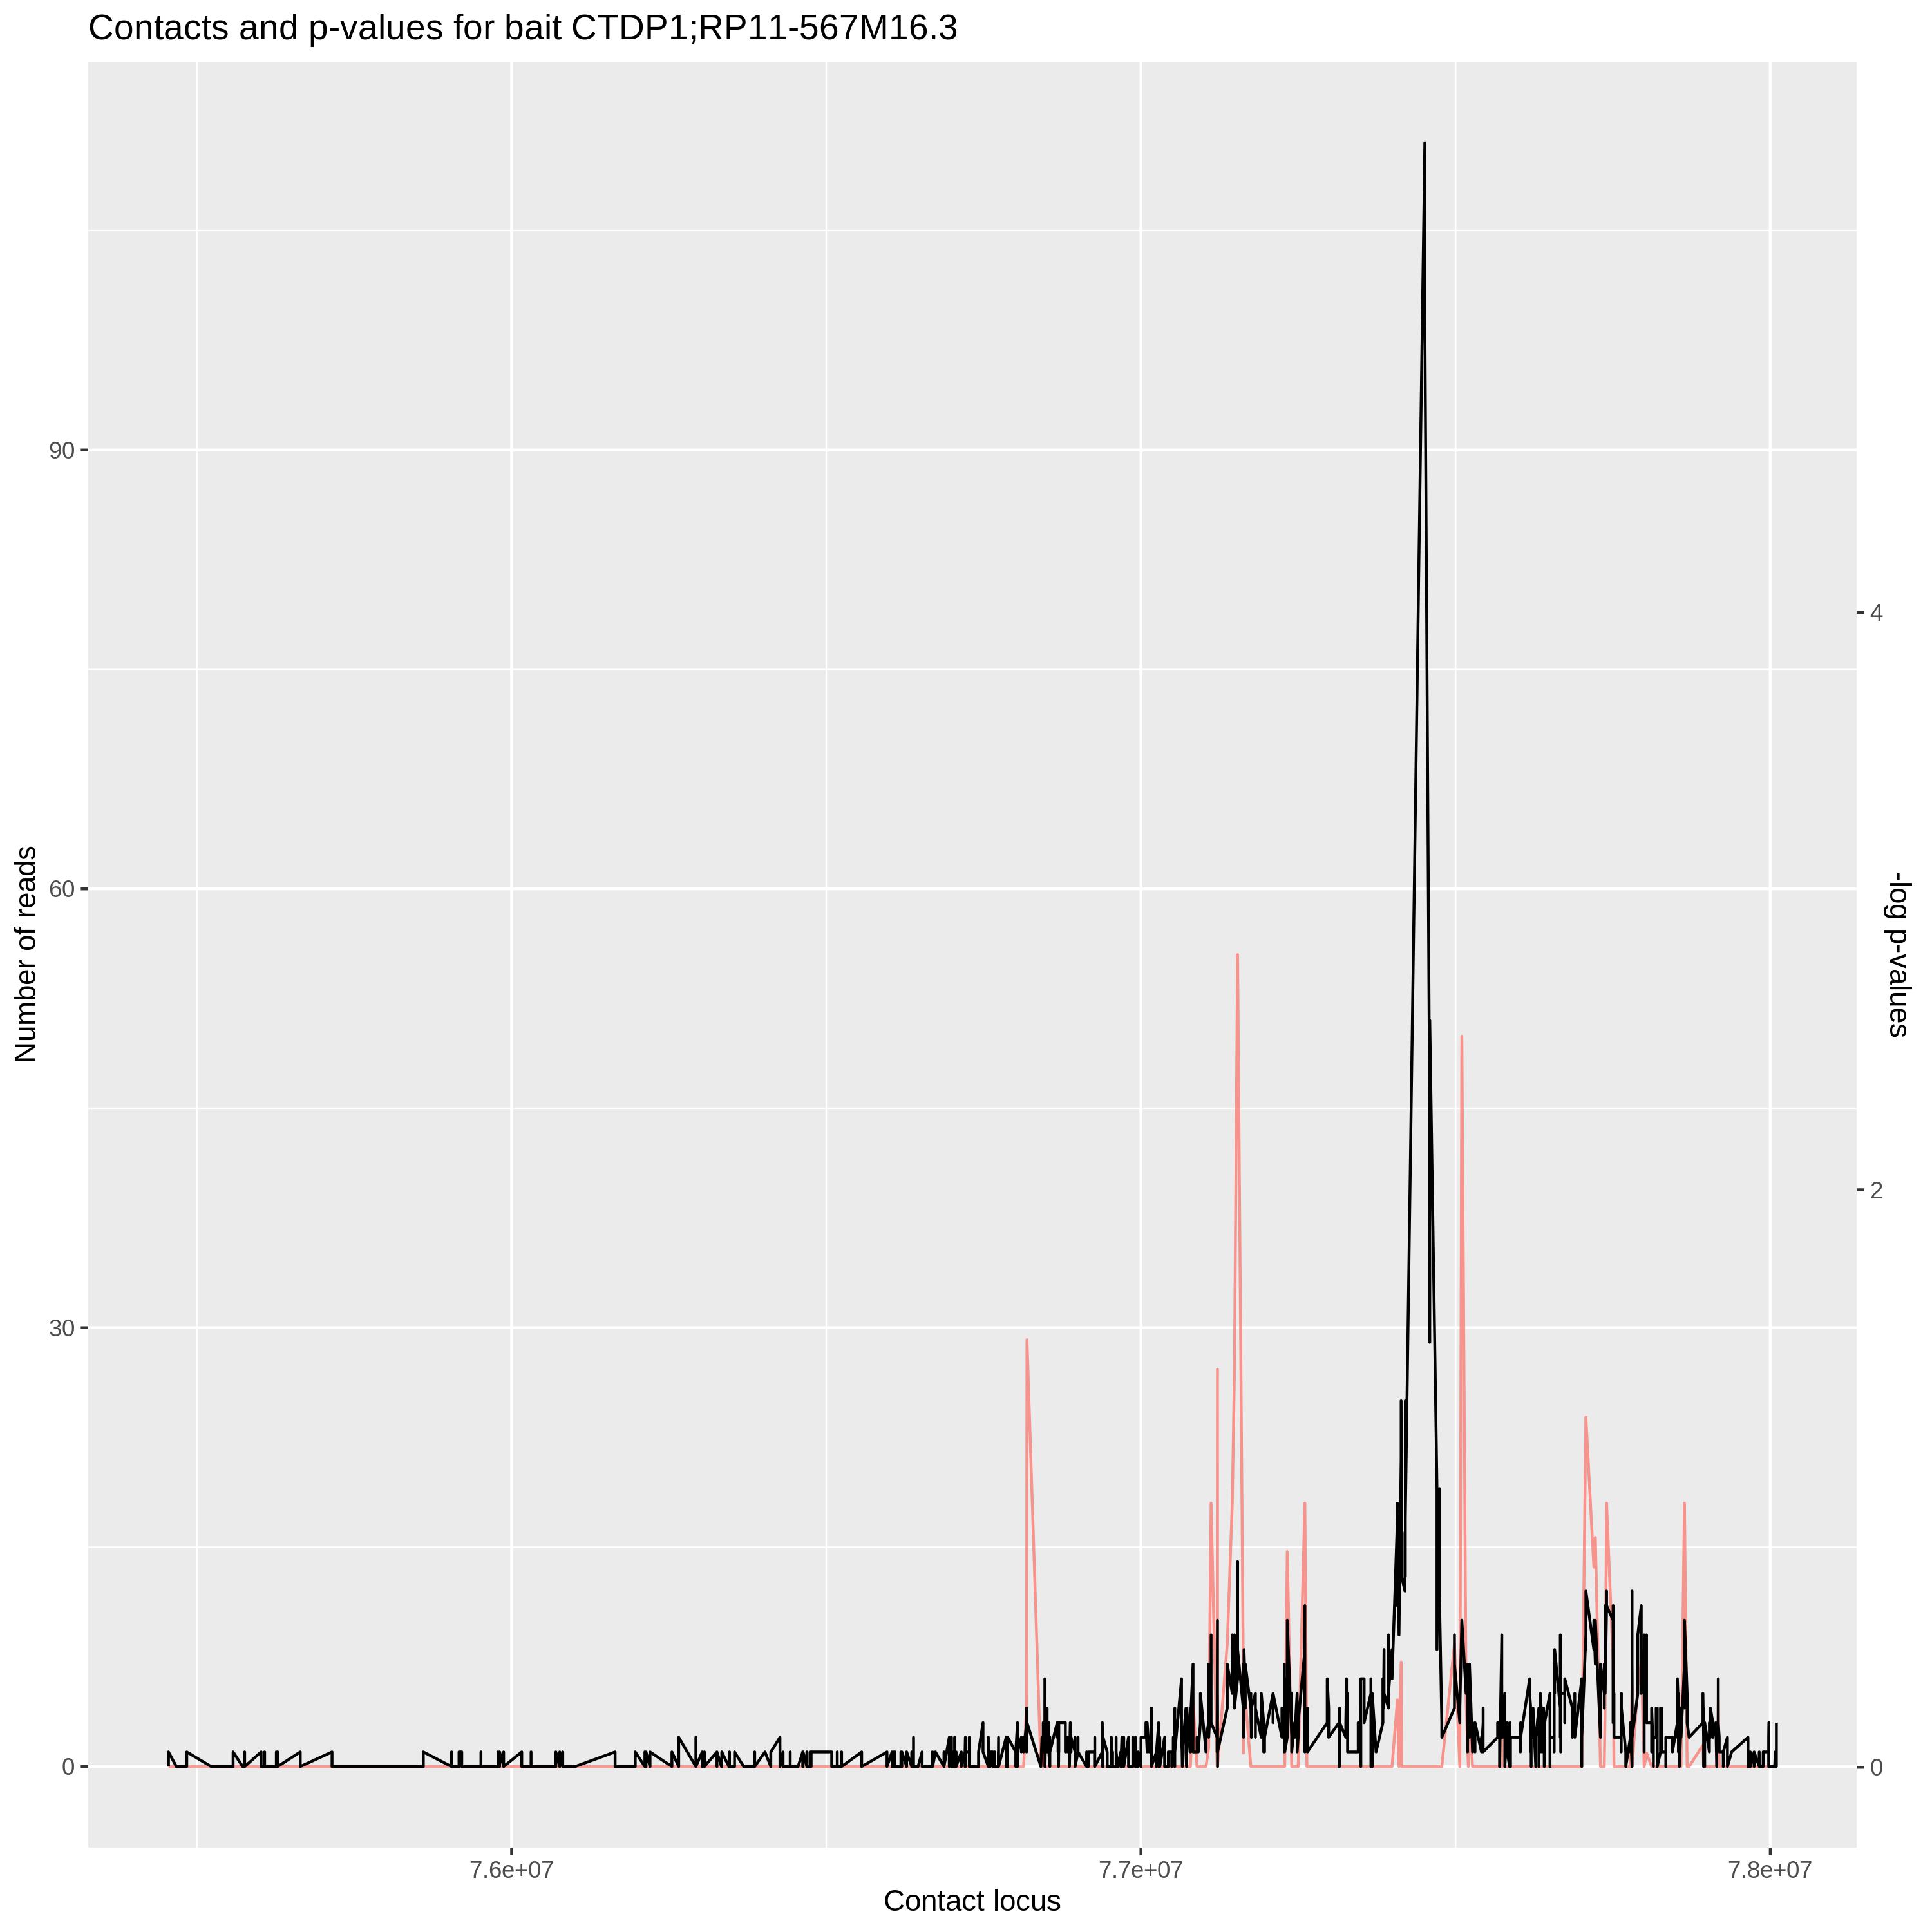 Contacts and p-values for bait CTDP1;RP11-567M16.3
Number of reads
90
60
30
0
4
2
0
-log p-values
7.6e+07
7.7e+07
7.8e+07
Contact locus